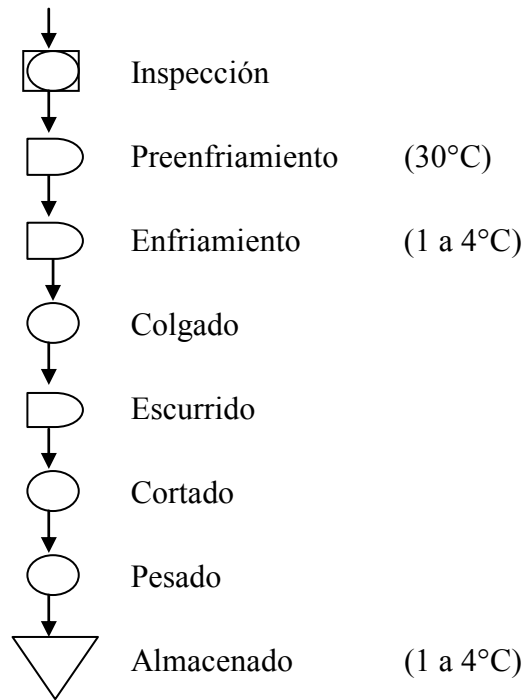 Inspección
Preenfriamiento (30°C)
Enfriamiento (1 a 4°C)
Colgado
Escurrido
Cortado
Pesado
Almacenado (1 a 4°C)